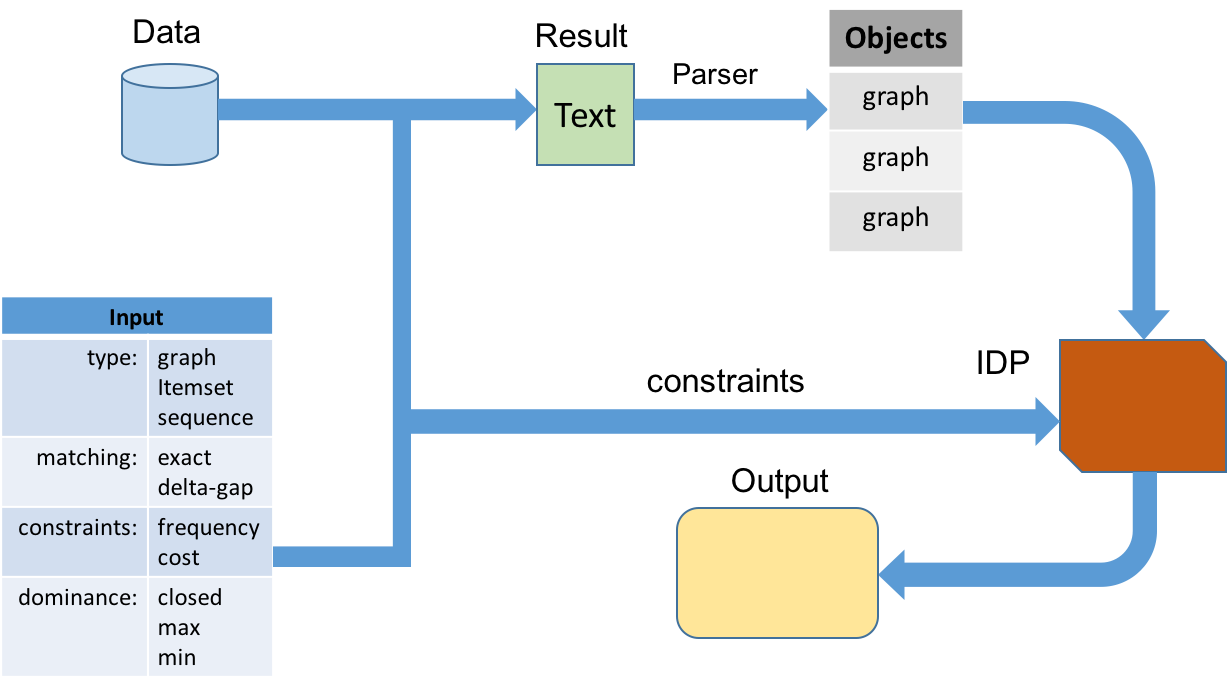 Data
Result
Text
Parser
Objects
graph
graph
graph
Input
type: graph
Itemset
sequence
matching: exact
delta-gap
constraints: frequency
cost
dominance: closed
max
min
constraints
IDP
Output